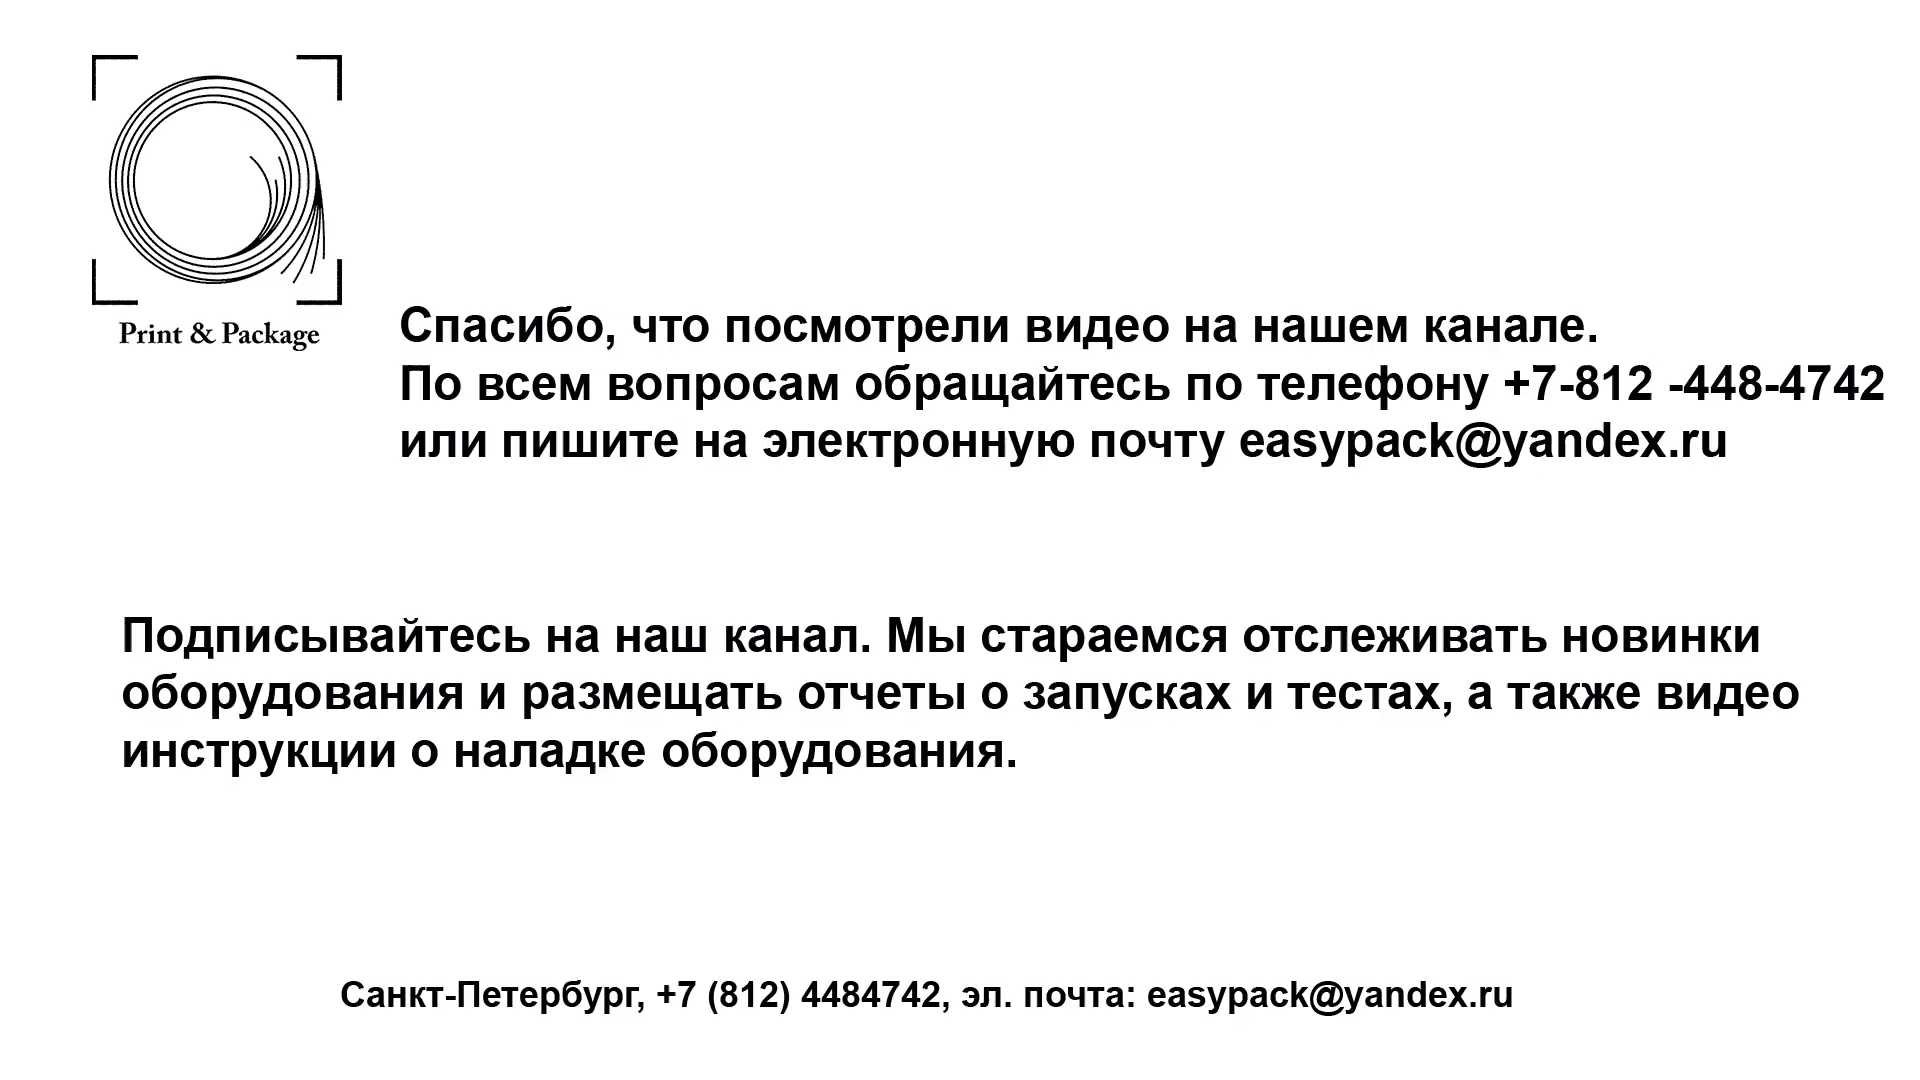 Print & Package
Спасибо, что посмотрели видео на нашем канале.
По всем вопросам обращайтесь по телефону +7-812 -448-4742
или пишите на электронную почту easypack@yandex.ru
Подписывайтесь на наш канал. Мы стараемся отслеживать новинки
оборудования и размещать отчеты о запусках и тестах, а также видео
инструкции о наладке оборудования.
Санкт-Петербург, +7 (812) 4484742, эл. почта: easypack@yandex.ru